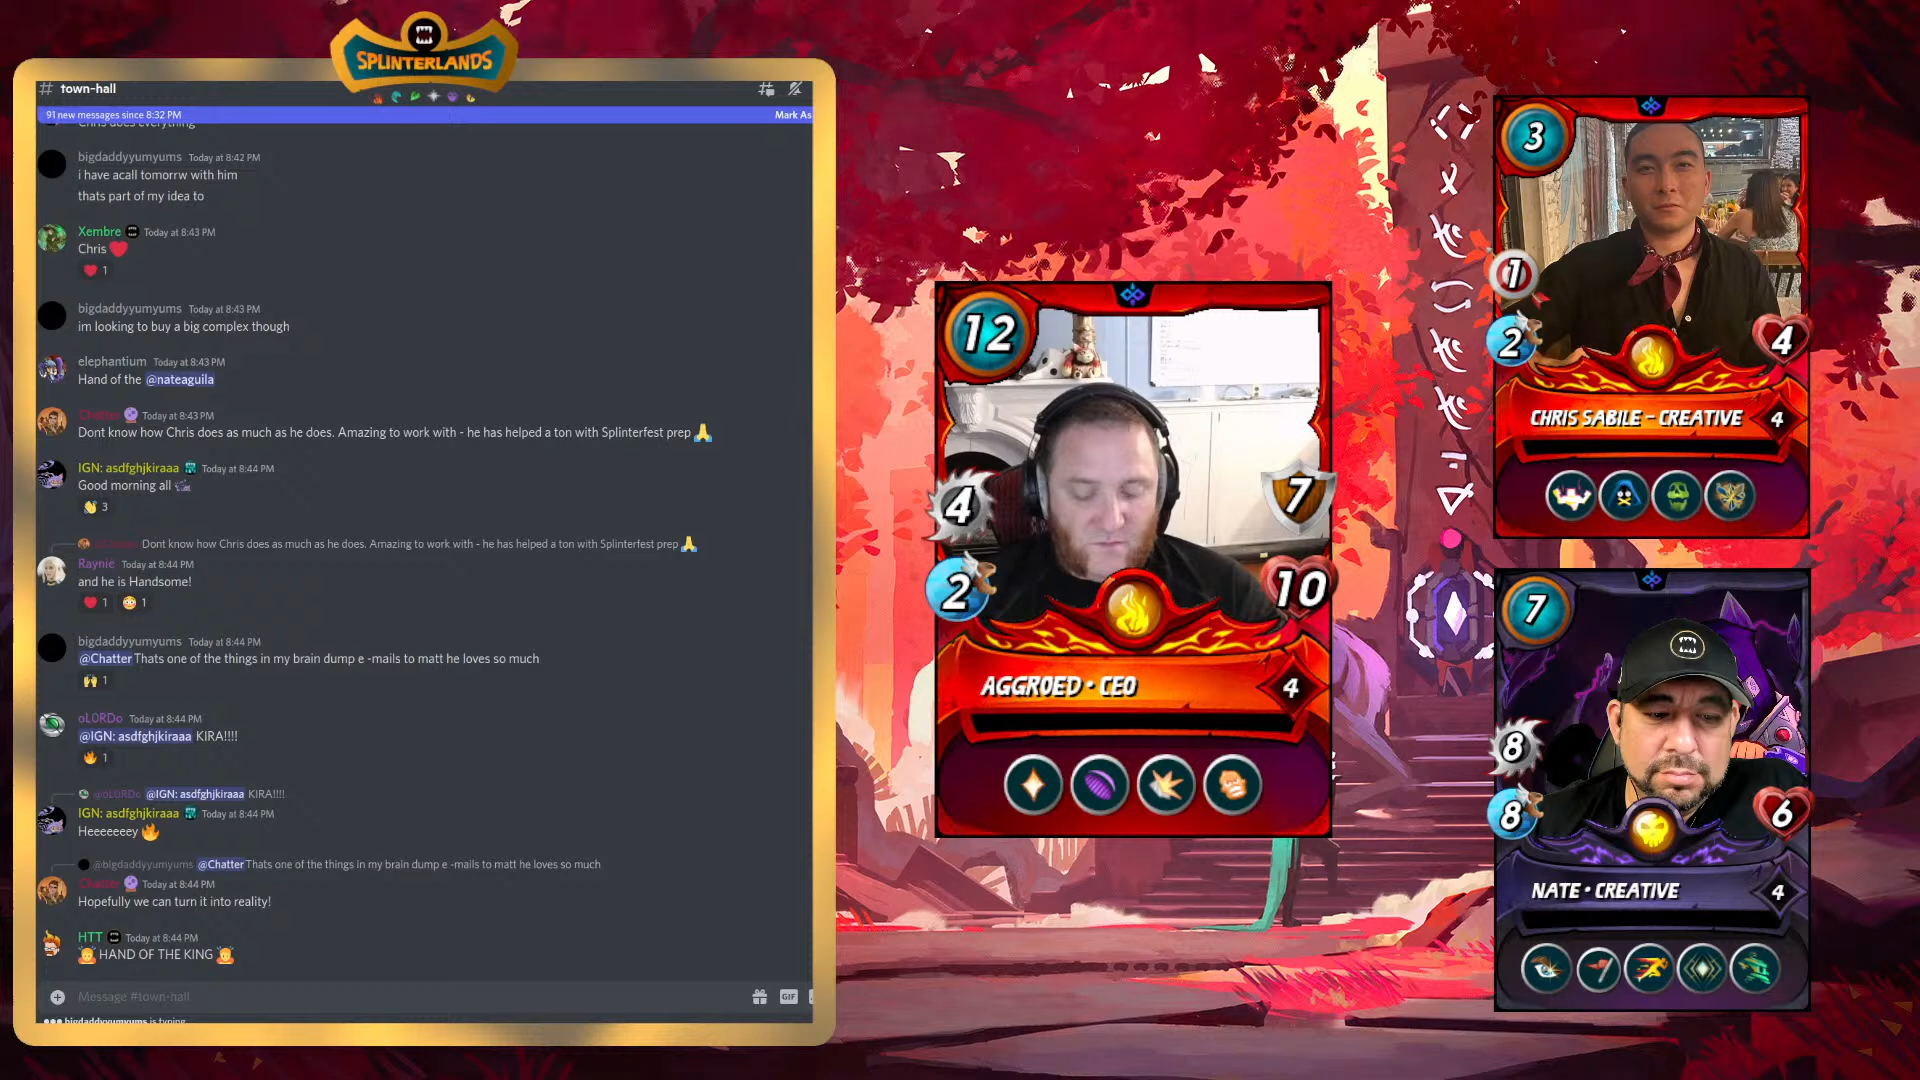 SPLINTERLANDS
# town-hall
91 new messages since 8:32 PM Mark As
Chris does everything
bigdaddyyumyums Today at 8:42 PM
i have acall tomorrw with him
thats part of my idea to
Xembre Today at 8:43 PM
Chris ❤️
❤️ 1
bigdaddyyumyums Today at 8:43 PM
im looking to buy a big complex though
elephantium Today at 8:43 PM
Hand of the @nateaguila
Chatter Today at 8:43 PM
Dont know how Chris does as much as he does. Amazing to work with - he has helped a ton with Splinterfest prep 🙏
IGN: asdfghjkiraaa Today at 8:44 PM
Good morning all
👋 3
Dont know how Chris does as much as he does. Amazing to work with - he has helped a ton with Splinterfest prep 🙏
Raynie Today at 8:44 PM
and he is Handsome!
❤️ 1 😳 1
bigdaddyyumyums Today at 8:44 PM
@Chatter Thats one of the things in my brain dump e -mails to matt he loves so much
🙌 1
oL0RDo Today at 8:44 PM
@IGN: asdfghjkiraaa KIRA!!!!
🔥 1
@oL0RDo @IGN: asdfghjkiraaa KIRA!!!!
IGN: asdfghjkiraaa Today at 8:44 PM
Heeeeeeey 🔥
@bigdaddyyumyums @Chatter Thats one of the things in my brain dump e -mails to matt he loves so much
Chatter Today at 8:44 PM
Hopefully we can turn it into reality!
HTT Today at 8:44 PM
HAND OF THE KING
Message #town-hall GIF
bigdaddyyumyums is typing
12
4
7
2
10
AGGROED • CEO 4
3
1
2
4
CHRIS SABILE - CREATIVE 4
7
8
8
6
NATE • CREATIVE 4